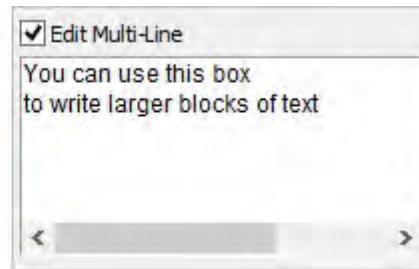 Edit Multi-Line
You can use this box
to write larger blocks of text